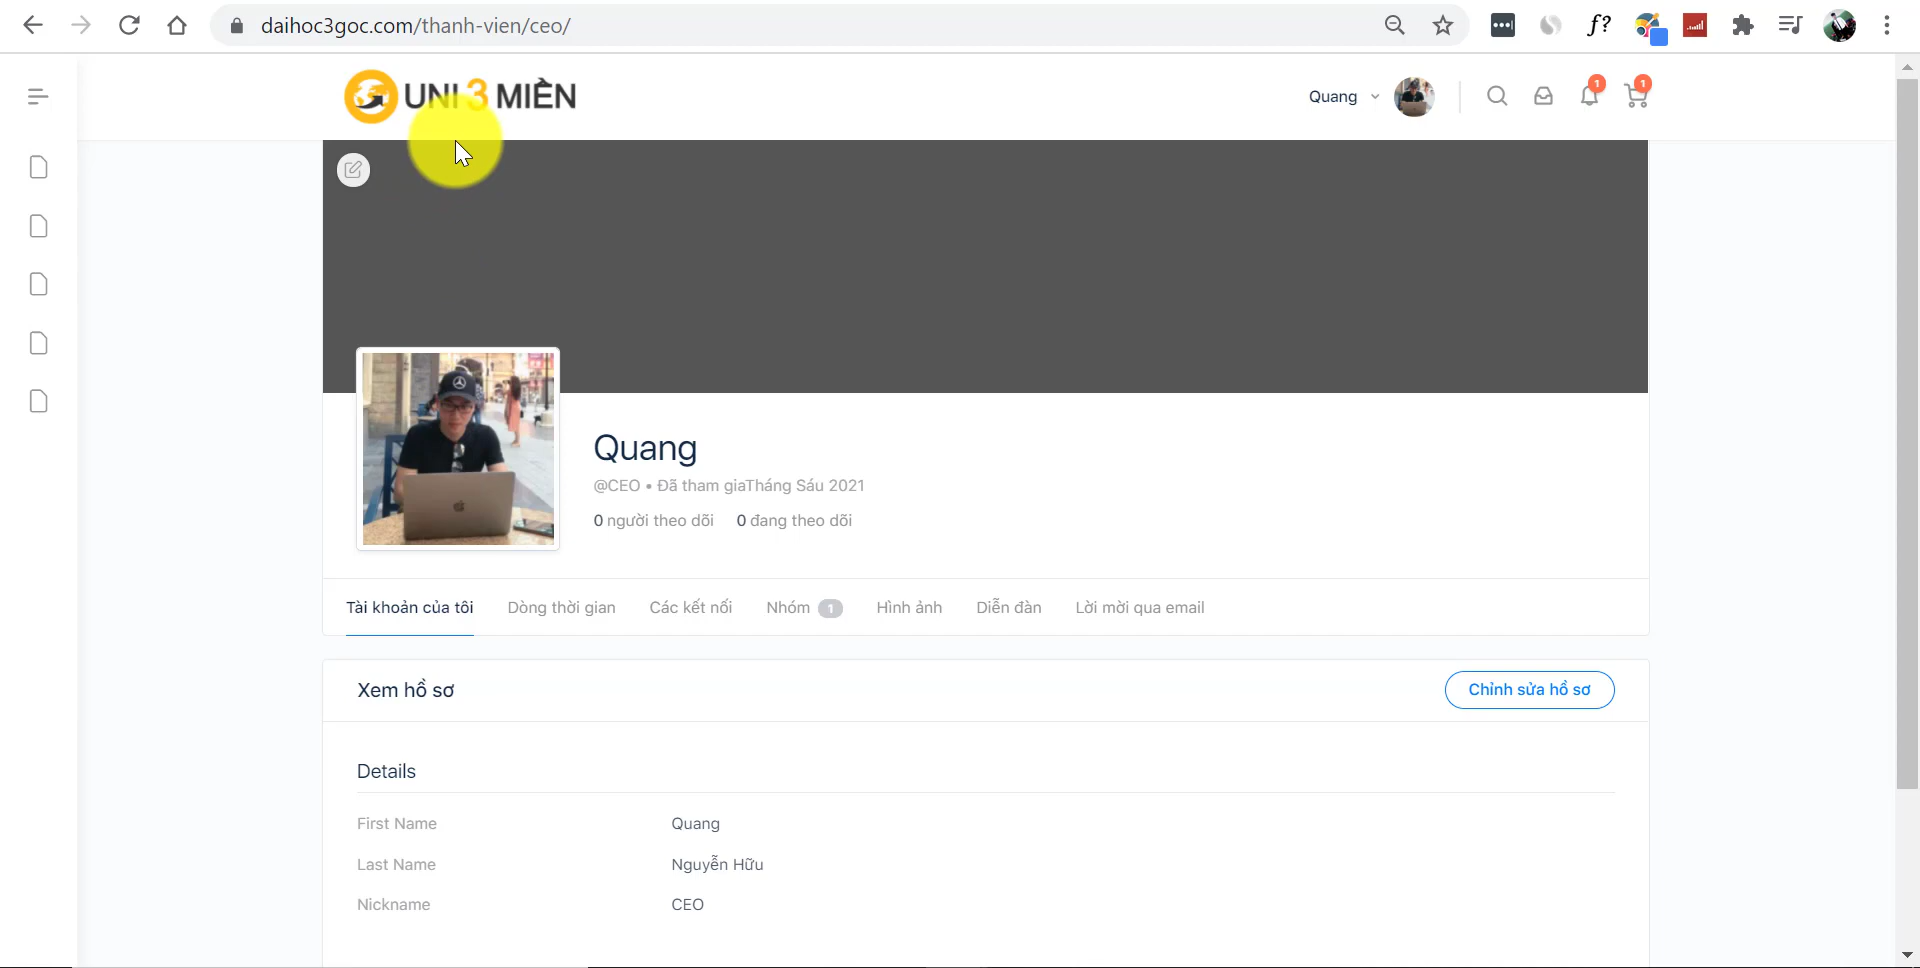 daihoc3goc.com/thanh-vien/ceo/
f?
UNI 3 MIỀN
Quang
1
1
Quang
@CEO • Đã tham giaTháng Sáu 2021
0 người theo dõi 0 đang theo dõi
Tài khoản của tôi Dòng thời gian Các kết nối Nhóm 1 Hình ảnh Diễn đàn Lời mời qua email
Xem hồ sơ
Chỉnh sửa hồ sơ
Details
First Name Quang
Last Name Nguyễn Hữu
Nickname CEO